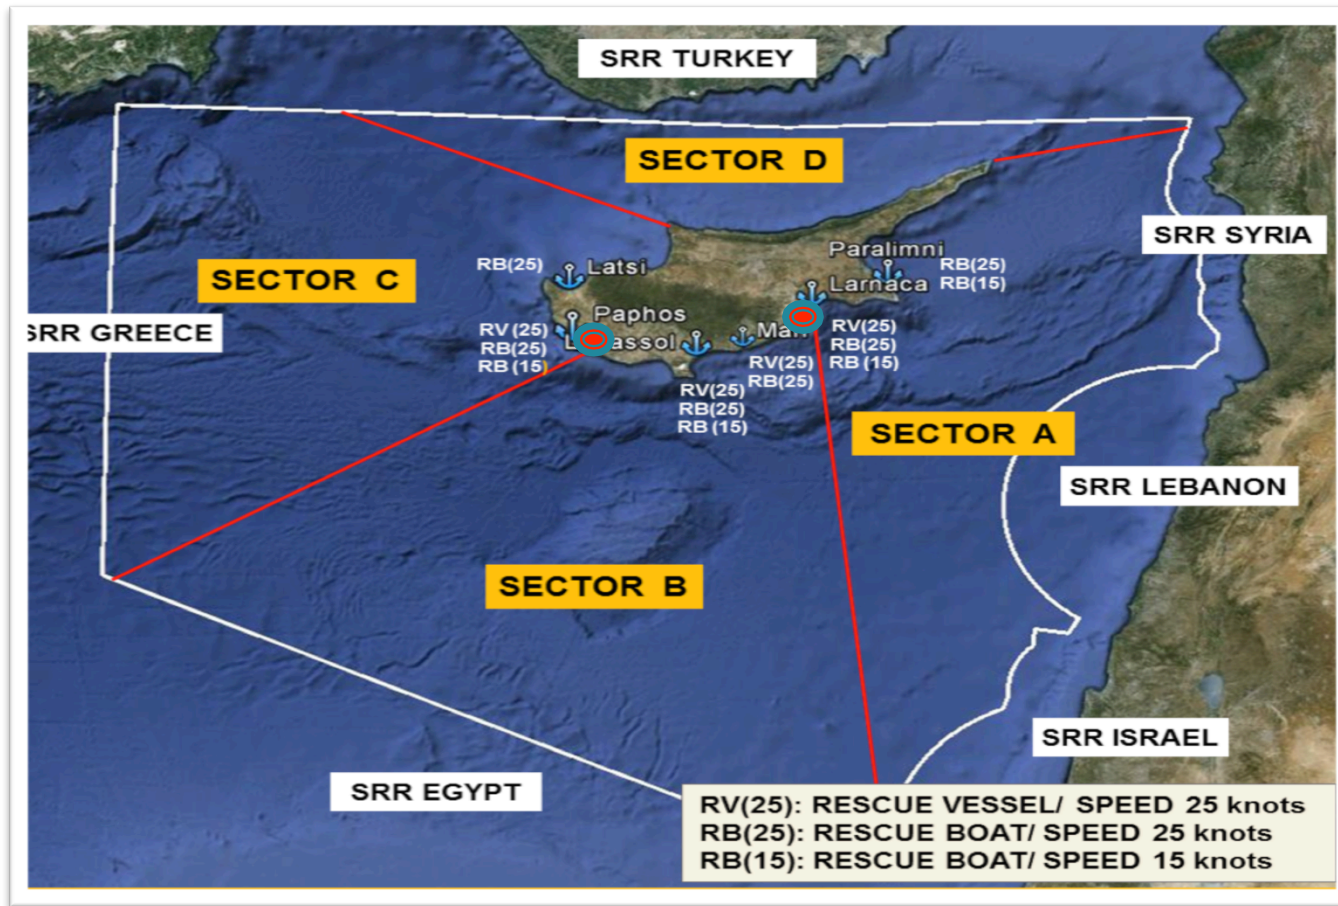 SRR TURKEY
SECTOR D
SRR SYRIA
Paralimni
RB(25)
RB(15)
RB(25)
Latsi
SECTOR C
Larnaca
SRR GREECE
Paphos
RV (25)
RB(25)
RB (15)
assol
RV(25)
RB(25)
RB(15)
RV(25)
RB(25)
RV(25)
RB(25)
RB (15)
SECTOR A
SRR LEBANON
SECTOR B
SRR ISRAEL
SRR EGYPT
RV(25): RESCUE VESSEL/ SPEED 25 knots
RB(25): RESCUE BOAT/ SPEED 25 knots
RB(15): RESCUE BOAT/ SPEED 15 knots